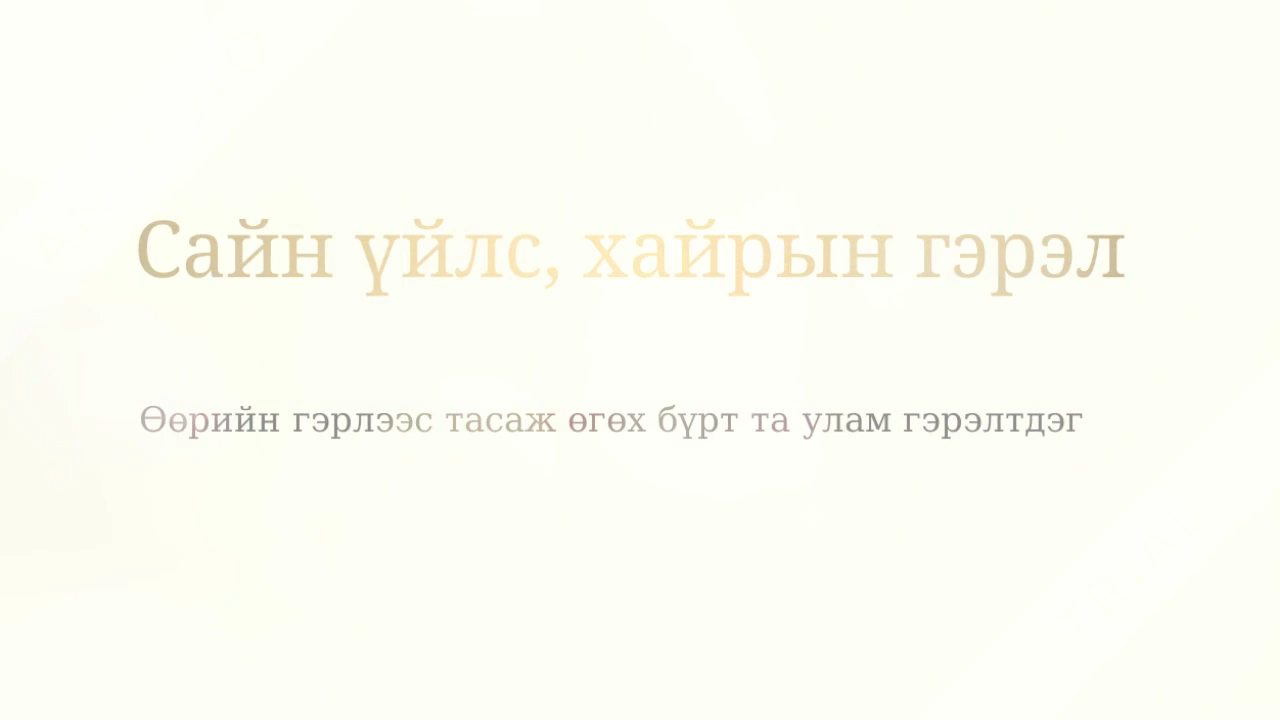 Сайн үйлс, хайрын гэрэл
Өөрийн гэрлээс тасаж өгөх бүрт та улам гэрэлтдэг